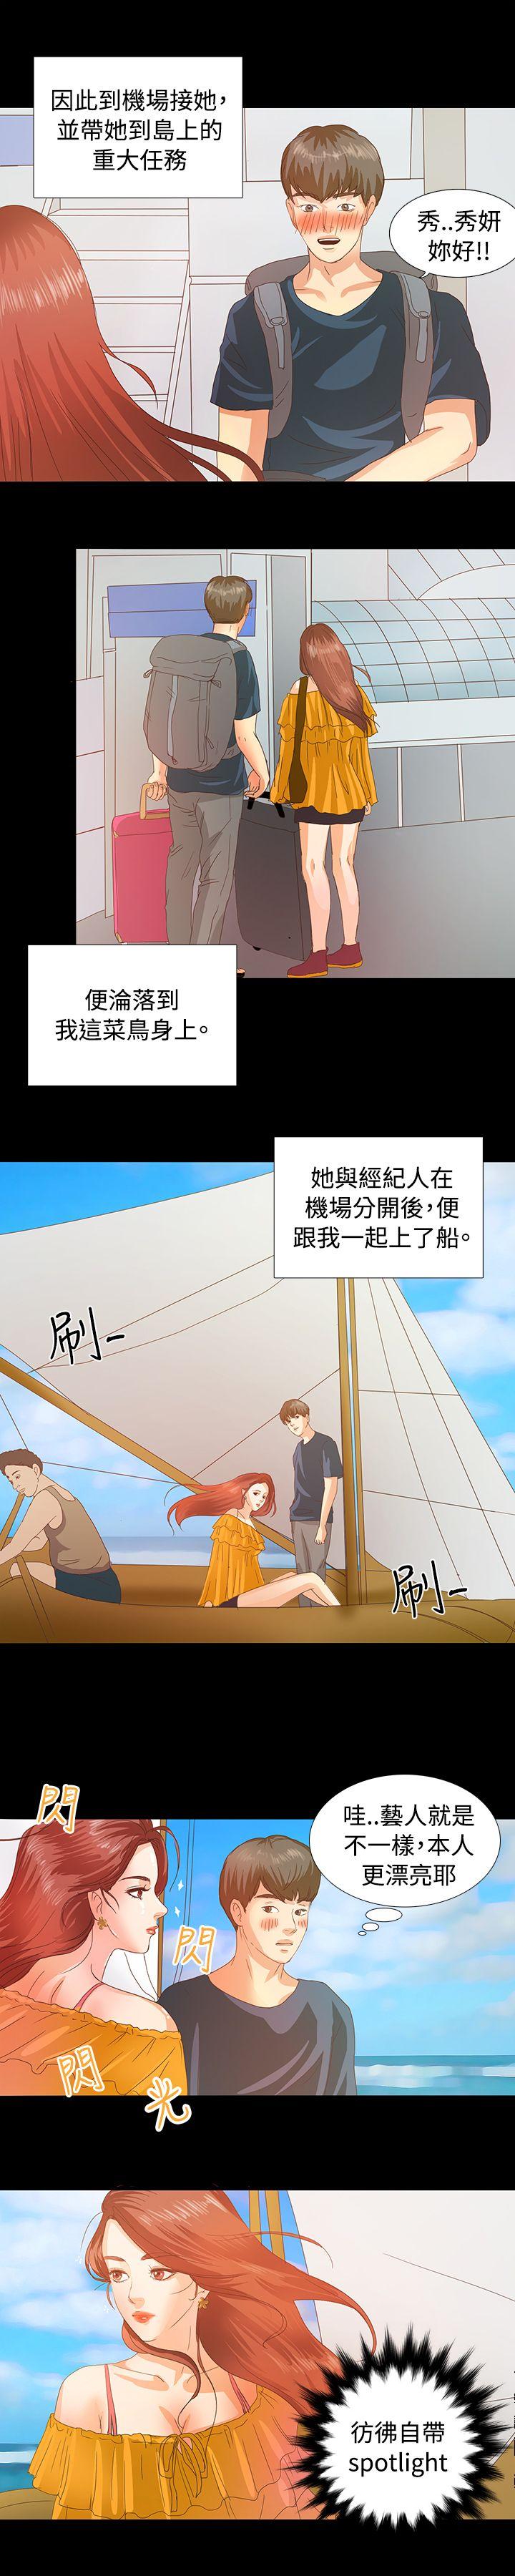 因此到機場接她,
並帶她到島上的
重大任務
秀..秀妍
妳好!!
便淪落到
我這菜鳥身上。
她與經紀人在
機場分開後,便
跟我一起上了船。
刷-
刷-
閃
哇..藝人就是
不一樣,本人
更漂亮耶
閃
閃
光
彷彿自帶
spotlight